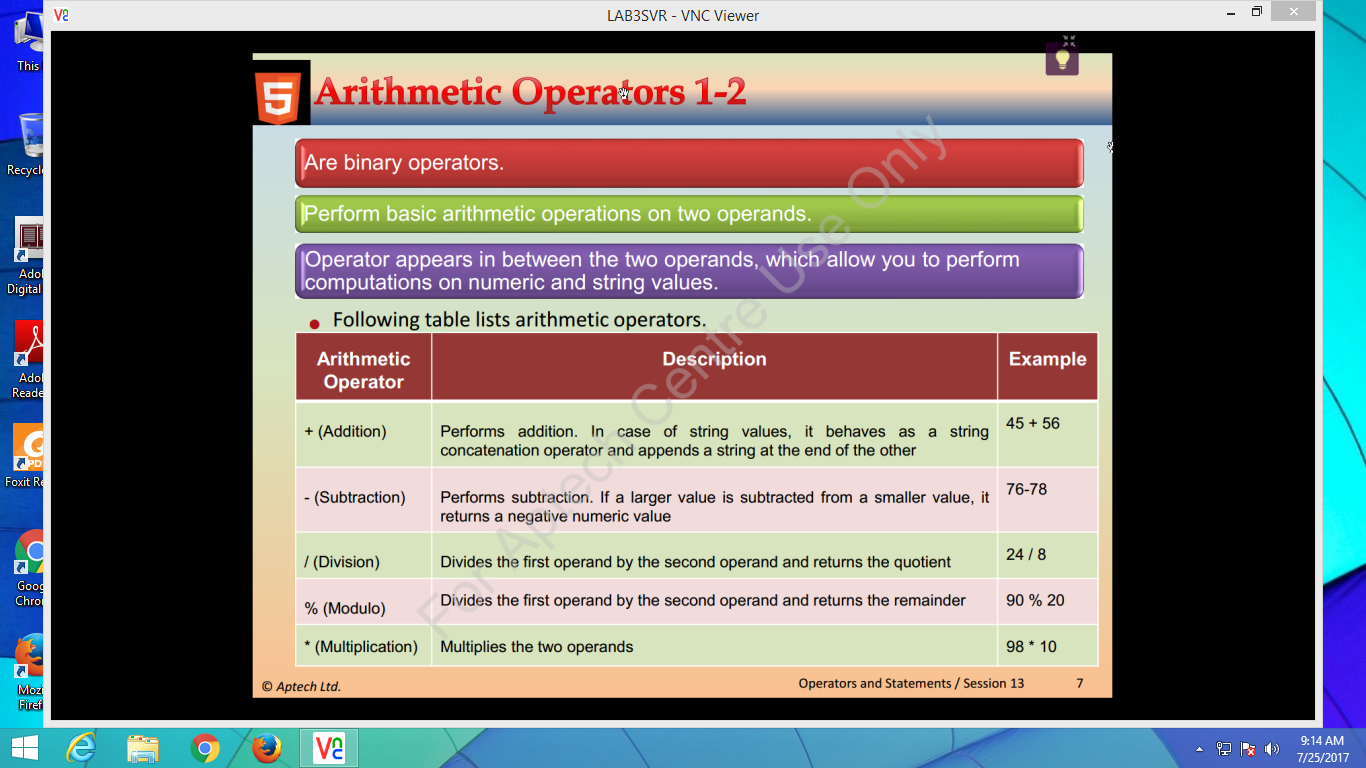 LAB3SVR - VNC Viewer
This
Recycl
Adol
Digital
Adol
Reade
PD
Foxit Re
Goog
Chror
Mozi
Firef
5
Arithmetic Operators 1-2
Are binary operators.
Perform basic arithmetic operations on two operands.
Operator appears in between the two operands, which allow you to perform
computations on numeric and string values.
Following table lists arithmetic operators.
Arithmetic
Operator
Description
Example
+ (Addition)
Performs addition. In case of string values, it behaves as a string
concatenation operator and appends a string at the end of the other
45 + 56
- (Subtraction)
Performs subtraction. If a larger value is subtracted from a smaller value, it
returns a negative numeric value
76-78
/ (Division)
Divides the first operand by the second operand and returns the quotient
24 / 8
% (Modulo)
Divides the first operand by the second operand and returns the remainder
90 % 20
* (Multiplication)
Multiplies the two operands
98 * 10
For Aptech Centre Use Only
© Aptech Ltd.
Operators and Statements / Session 13
7
9:14 AM
7/25/2017